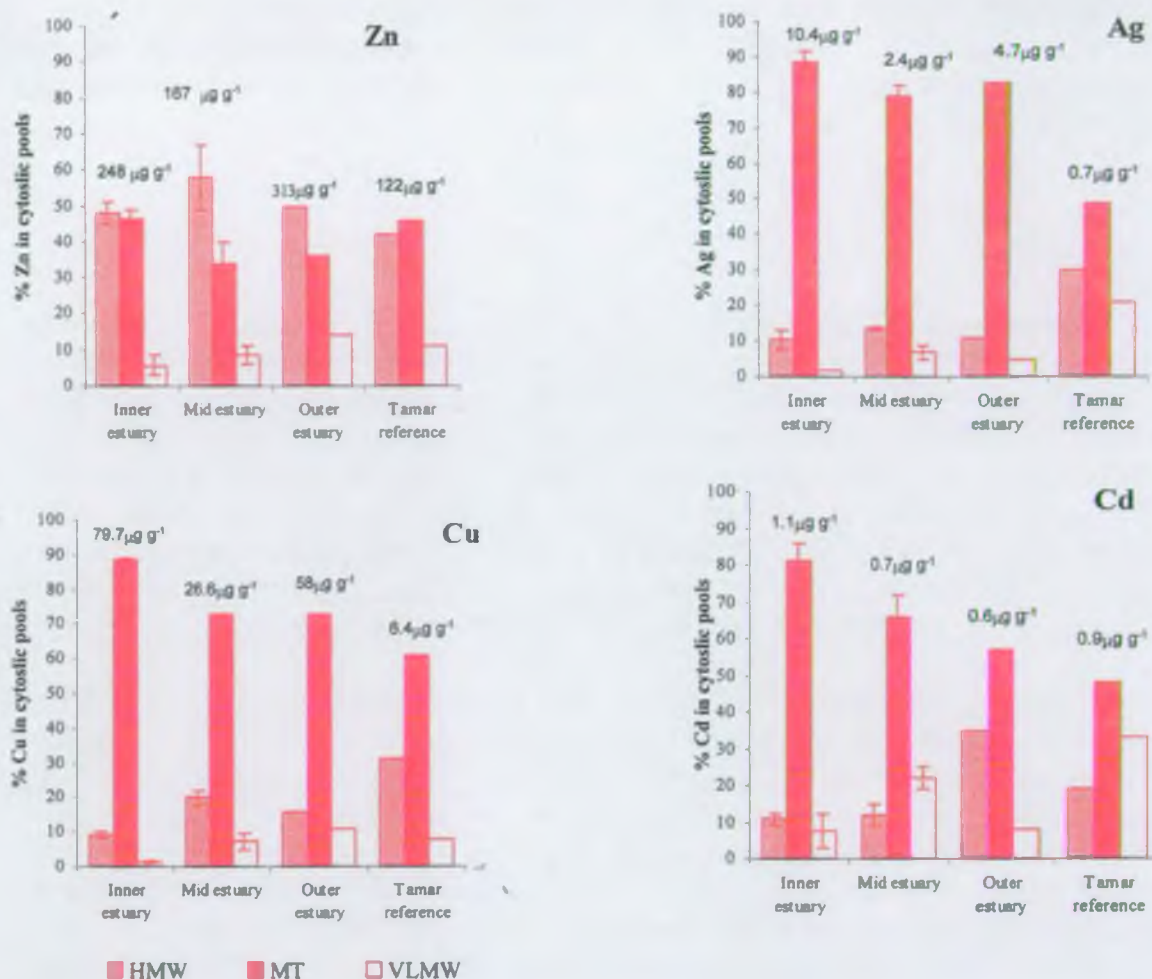 Zn
% Zn in cytoslic pools
100
90
80
70
60
50
40
30
20
10
0
248 µg g-1
167 µg g-1
313µg g-1
122µg g-1
Inner estuary
Mid estuary
Outer estuary
Tamar reference
Ag
% Ag in cytoslic pools
100
90
80
70
60
50
40
30
20
10
0
10.4µg g-1
2.4µg g-1
4.7µg g-1
0.7µg g-1
Inner estuary
Mid estuary
Outer estuary
Tamar reference
Cu
% Cu in cytoslic pools
100
90
80
70
60
50
40
30
20
10
0
79.7µg g-1
26.6µg g-1
58µg g-1
6.4µg g-1
Inner estuary
Mid estuary
Outer estuary
Tamar reference
Cd
% Cd in cytoslic pools
100
90
80
70
60
50
40
30
20
10
0
1.1µg g-1
0.7µg g-1
0.6µg g-1
0.9µg g-1
Inner estuary
Mid estuary
Outer estuary
Tamar reference
HMW MT VLMW